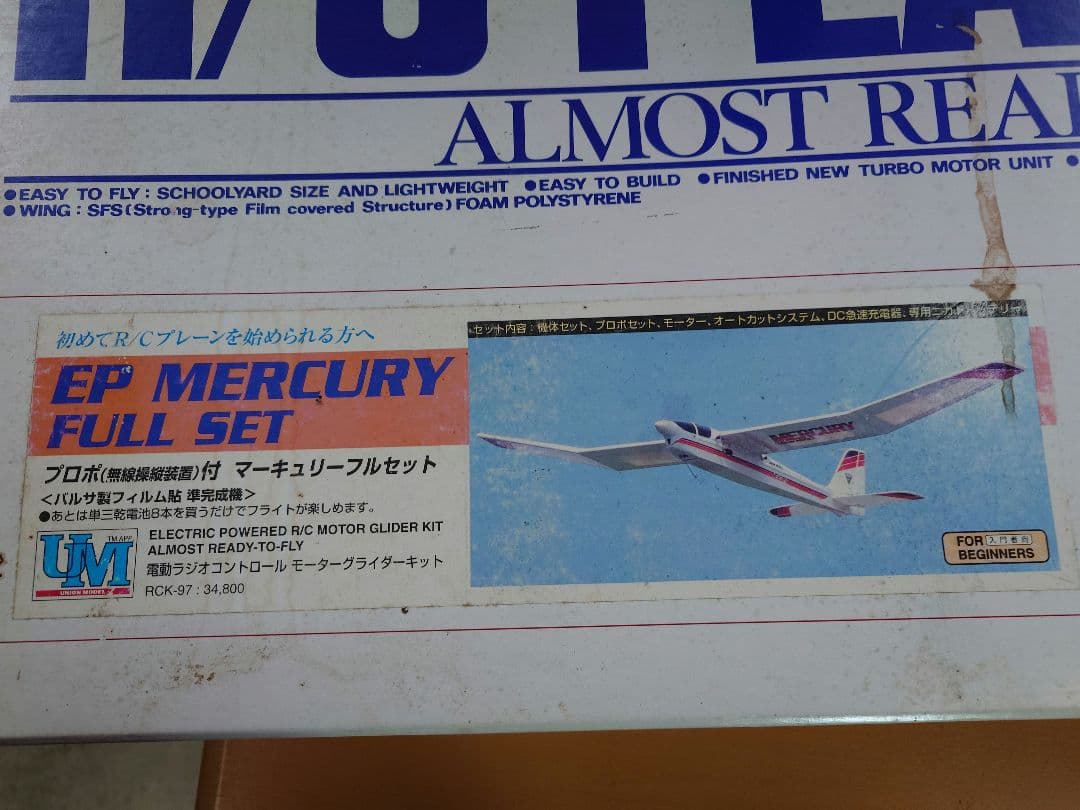 ALMOST REA
●EASY TO FLY : SCHOOLYARD SIZE AND LIGHTWEIGHT ●EASY TO BUILD ●FINISHED NEW TURBO MOTOR UNIT ●
●WING : SFS(Strong-type Film covered Structure) FOAM POLYSTYRENE
初めてR/Cプレーンを始められる方へ
EP MERCURY
FULL SET
プロポ(無線操縦装置)付 マーキュリーフルセット
<バルサ製フィルム貼 準完成機>
●あとは単三乾電池8本を買うだけでフライトが楽しめます。
UM
TM.APP
UNION MODEL
ELECTRIC POWERED R/C MOTOR GLIDER KIT
ALMOST READY-TO-FLY
電動ラジオコントロール モーターグライダーキット
RCK-97 : 34,800
セット内容:機体セット、プロポセット、モーター、オートカットシステム、DC急速充電器、専用ニカ
MERCURY
FOR 入門者向
BEGINNERS